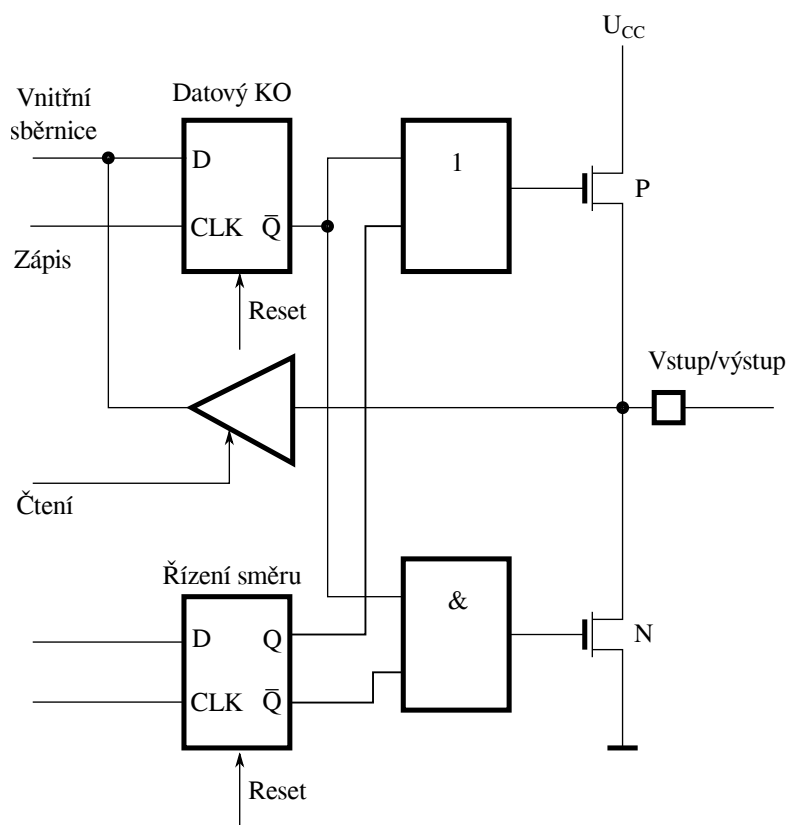 U_CC
Vnitřní
sběrnice
Datový KO
D
CLK
Q̅
1
P
Zápis
Reset
Vstup/výstup
Čtení
Řízení směru
&
D
Q
N
CLK
Q̅
Reset